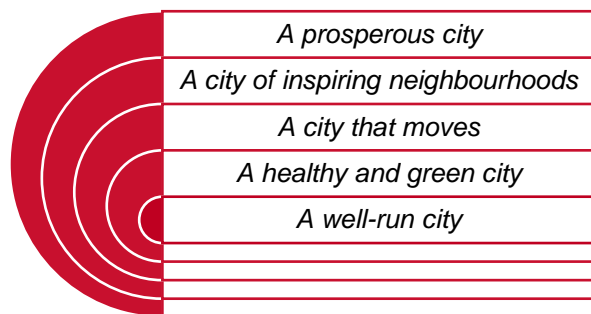 A prosperous city
A city of inspiring neighbourhoods
A city that moves
A healthy and green city
A well-run city